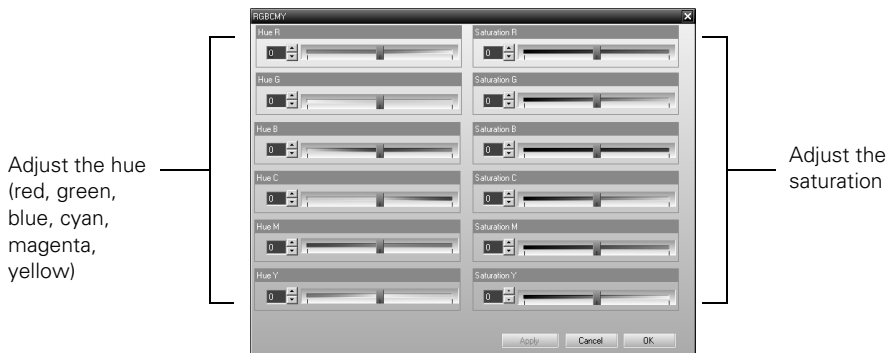 RGBCMY
Hue R
0
Saturation R
0
Hue G
0
Saturation G
0
Hue B
0
Saturation B
0
Hue C
0
Saturation C
0
Hue M
0
Saturation M
0
Hue Y
0
Saturation Y
0
Apply
Cancel
OK
Adjust the hue
(red, green,
blue, cyan,
magenta,
yellow)
Adjust the
saturation